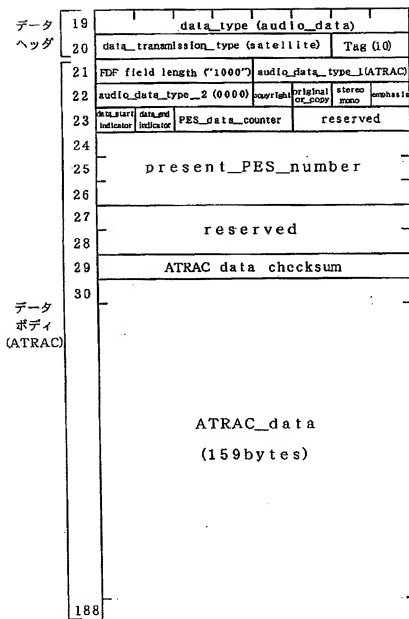 データ
ヘッダ
19 data_type (audio_data)
20 data_transmission_type (satellite) Tag (10)
21 FDF field length ("1000") audio_data_type_1(ATRAC)
22 audio_data_type_2 (0000) copyright original or_copy stereo mono emphasis
23 data_start indicator data_end indicator PES_data_counter reserved
24
25 present_PES_number
26
27
reserved
28
29 ATRAC data checksum
30
データ
ボディ
(ATRAC)
ATRAC_data
(159bytes)
188